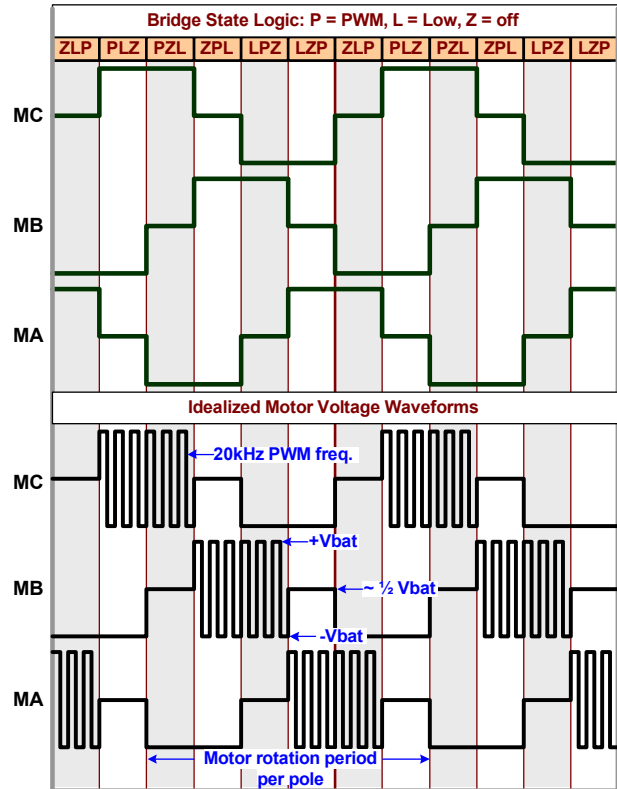 Bridge State Logic: P = PWM, L = Low, Z = off
ZLP PLZ PZL ZPL LPZ LZP ZLP PLZ PZL ZPL LPZ LZP
MC
MB
MA
Idealized Motor Voltage Waveforms
20kHz PWM freq.
MC
+Vbat
MB
~ ½ Vbat
-Vbat
MA
Motor rotation period
per pole